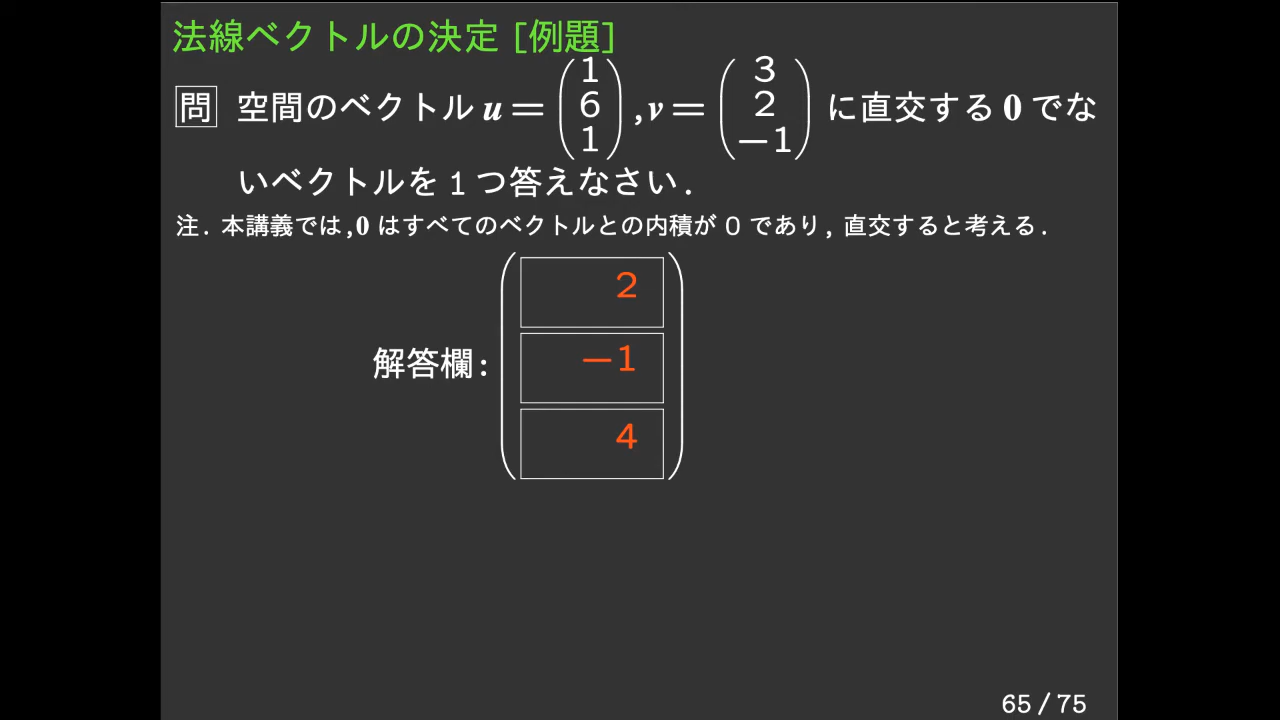 法線ベクトルの決定 [例題]
問 空間のベクトル u = (1 6 1), v = (3 2 −1) に直交する 0 でな
いベクトルを 1 つ答えなさい.
注. 本講義では, 0 はすべてのベクトルとの内積が 0 であり, 直交すると考える.
解答欄: (2 −1 4)
65 / 75